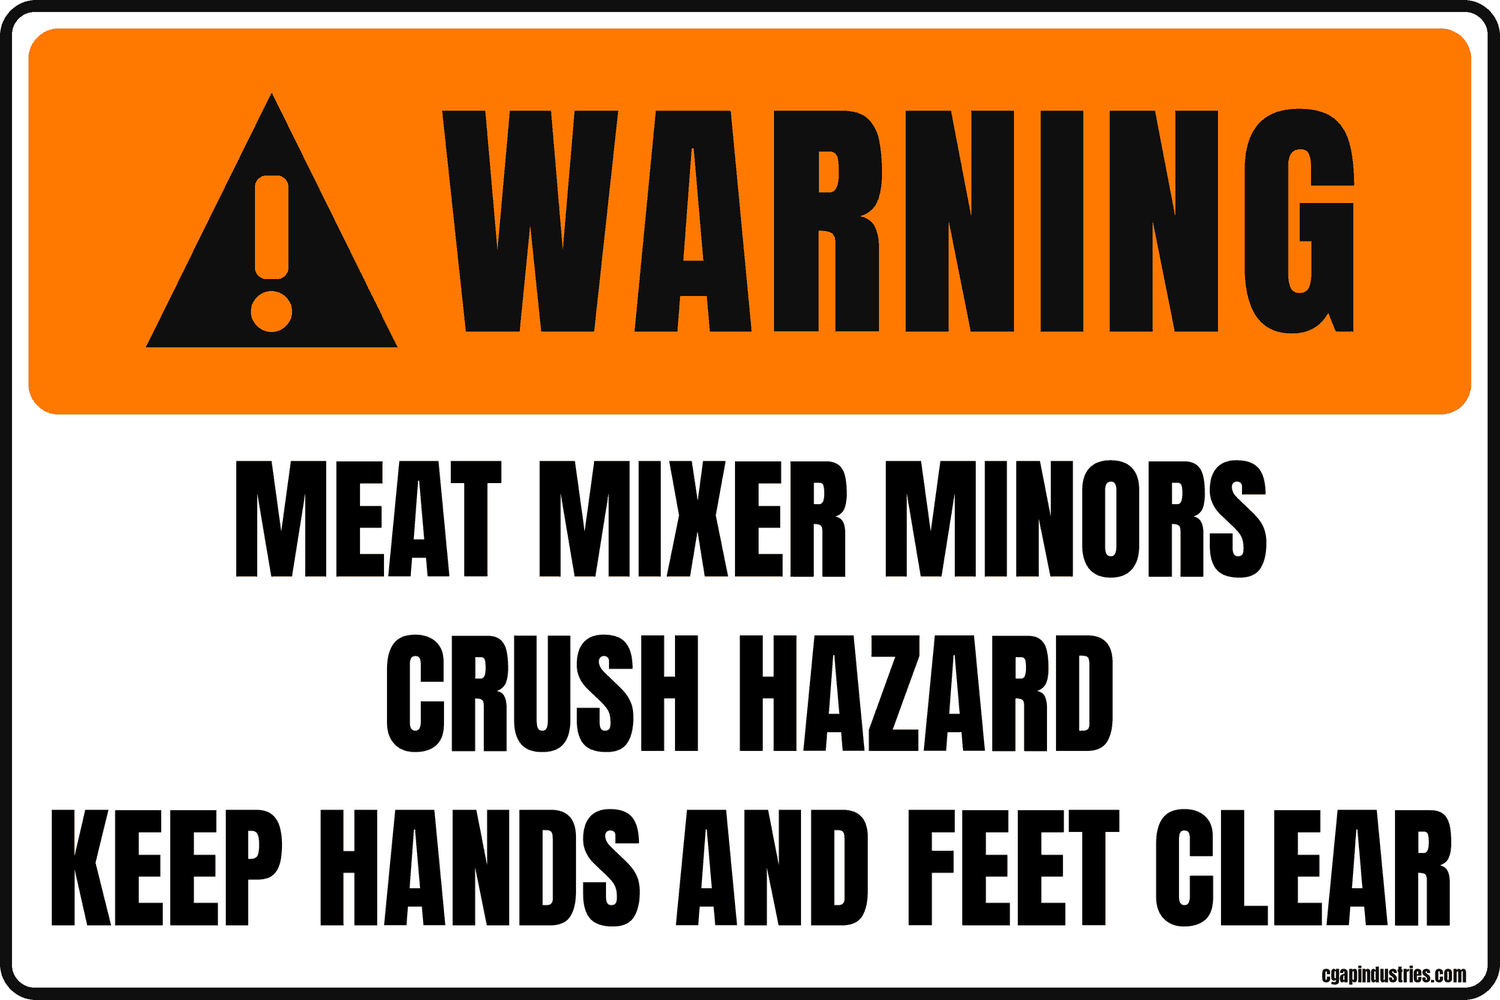 WARNING
MEAT MIXER MINORS
CRUSH HAZARD
KEEP HANDS AND FEET CLEAR
cgapindustries.com